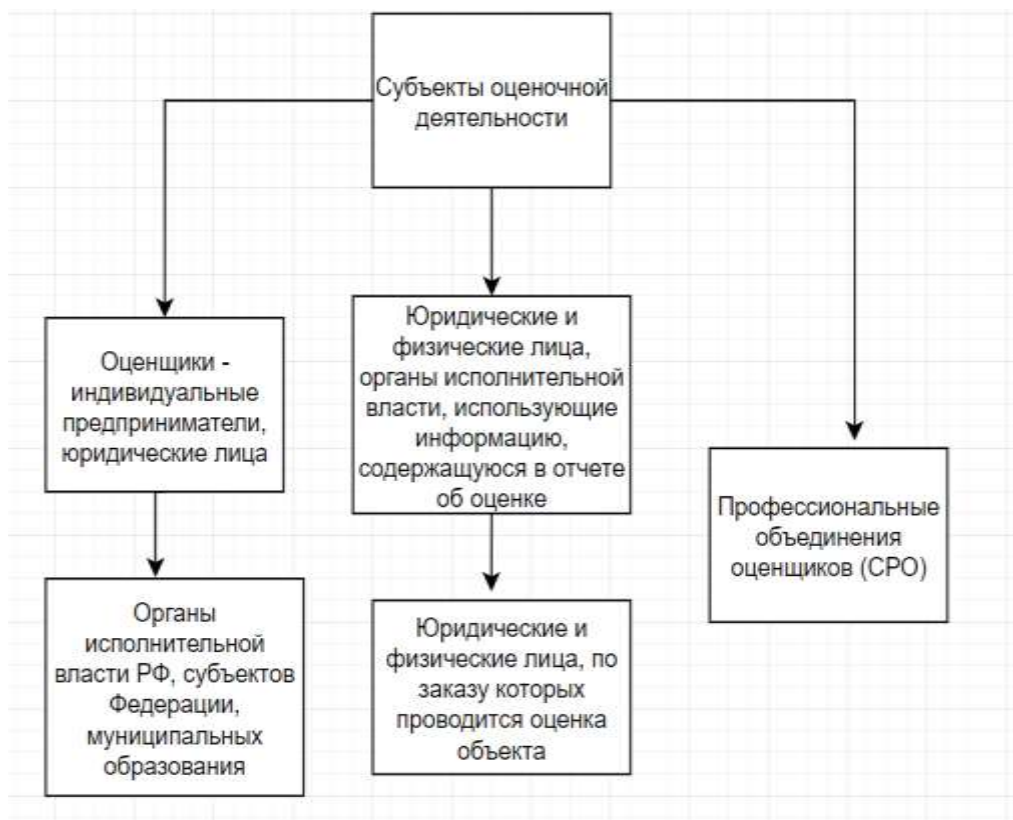 Субъекты оценочной
деятельности
Оценщики -
индивидуальные
предприниматели,
юридические лица
Юридические и
физические лица,
органы исполнительной
власти, использующие
информацию,
содержащуюся в отчете
об оценке
Профессиональные
объединения
оценщиков (СРО)
Органы
исполнительной
власти РФ, субъектов
Федерации,
муниципальных
образования
Юридические и
физические лица, по
заказу которых
проводится оценка
объекта